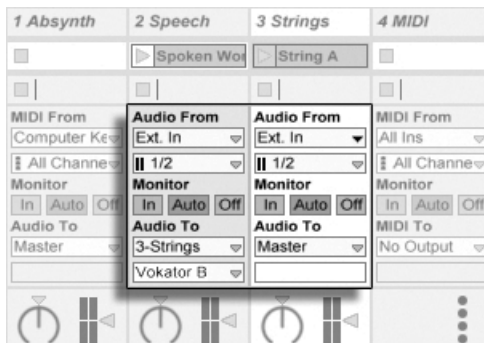 1 Absynth 2 Speech 3 Strings 4 MIDI
Spoken Wor String A
MIDI From Audio From Audio From MIDI From
Computer Ke Ext. In Ext. In All Ins
All Channe 1/2 1/2 All Channe
Monitor Monitor Monitor Monitor
In Auto Off In Auto Off In Auto Off In Auto Off
Audio To Audio To Audio To MIDI To
Master 3-Strings Master No Output
Vokator B